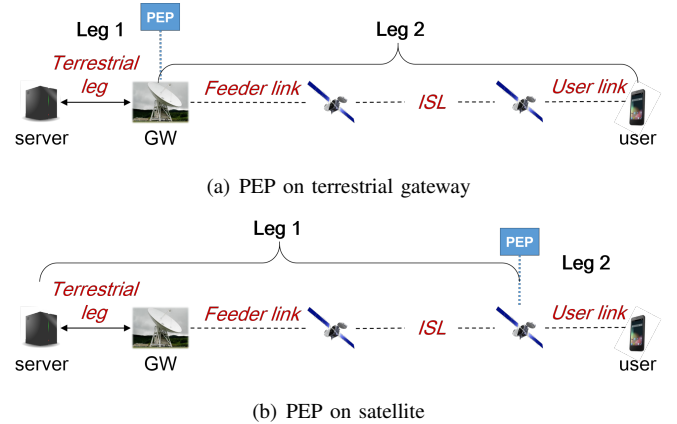 PEP
Leg 1
Leg 2
Terrestrial
leg
Feeder link
ISL
User link
server
GW
user
(a) PEP on terrestrial gateway
Leg 1
PEP
Leg 2
Terrestrial
leg
Feeder link
ISL
User link
server
GW
user
(b) PEP on satellite